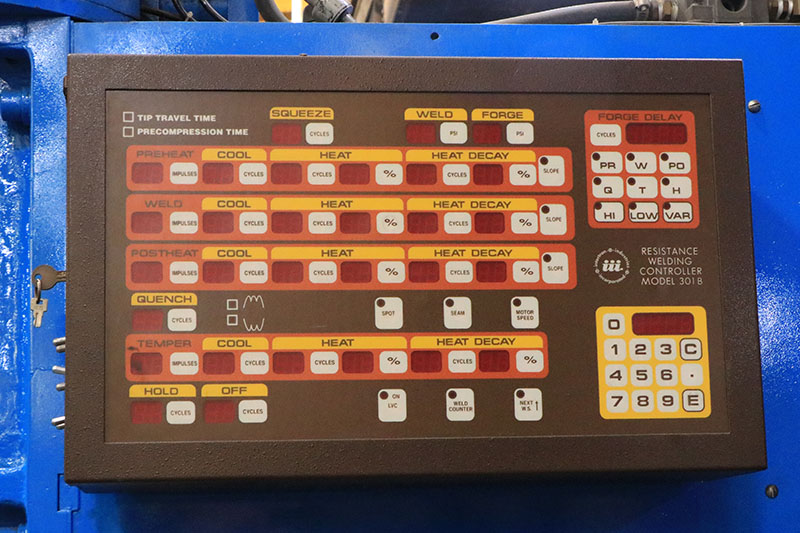 SQUEEZE WELD FORGE FORGE DELAY
TIP TRAVEL TIME
PRECOMPRESSION TIME
CYCLES PSI PSI CYCLES
PREHEAT COOL HEAT HEAT DECAY
IMPULSES CYCLES CYCLES % CYCLES % SLOPE
PR W PO
Q T H
HI LOW VAR
WELD COOL HEAT HEAT DECAY
IMPULSES CYCLES CYCLES % CYCLES % SLOPE
POSTHEAT COOL HEAT HEAT DECAY
IMPULSES CYCLES CYCLES % CYCLES % SLOPE
iii
RESISTANCE
WELDING
CONTROLLER
MODEL 301B
QUENCH
CYCLES
SPOT SEAM MOTOR SPEED
TEMPER COOL HEAT HEAT DECAY
IMPULSES CYCLES CYCLES % CYCLES %
HOLD OFF
CYCLES CYCLES
ON LVC
WELD COUNTER
NEXT W.S. ↑
0
1 2 3 C
4 5 6 .
7 8 9 E